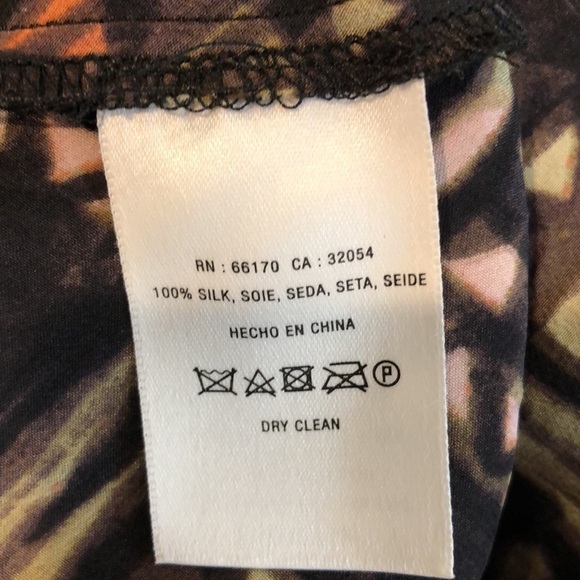 RN : 66170 CA : 32054
100% SILK, SOIE, SEDA, SETA, SEIDE
HECHO EN CHINA
P
DRY CLEAN